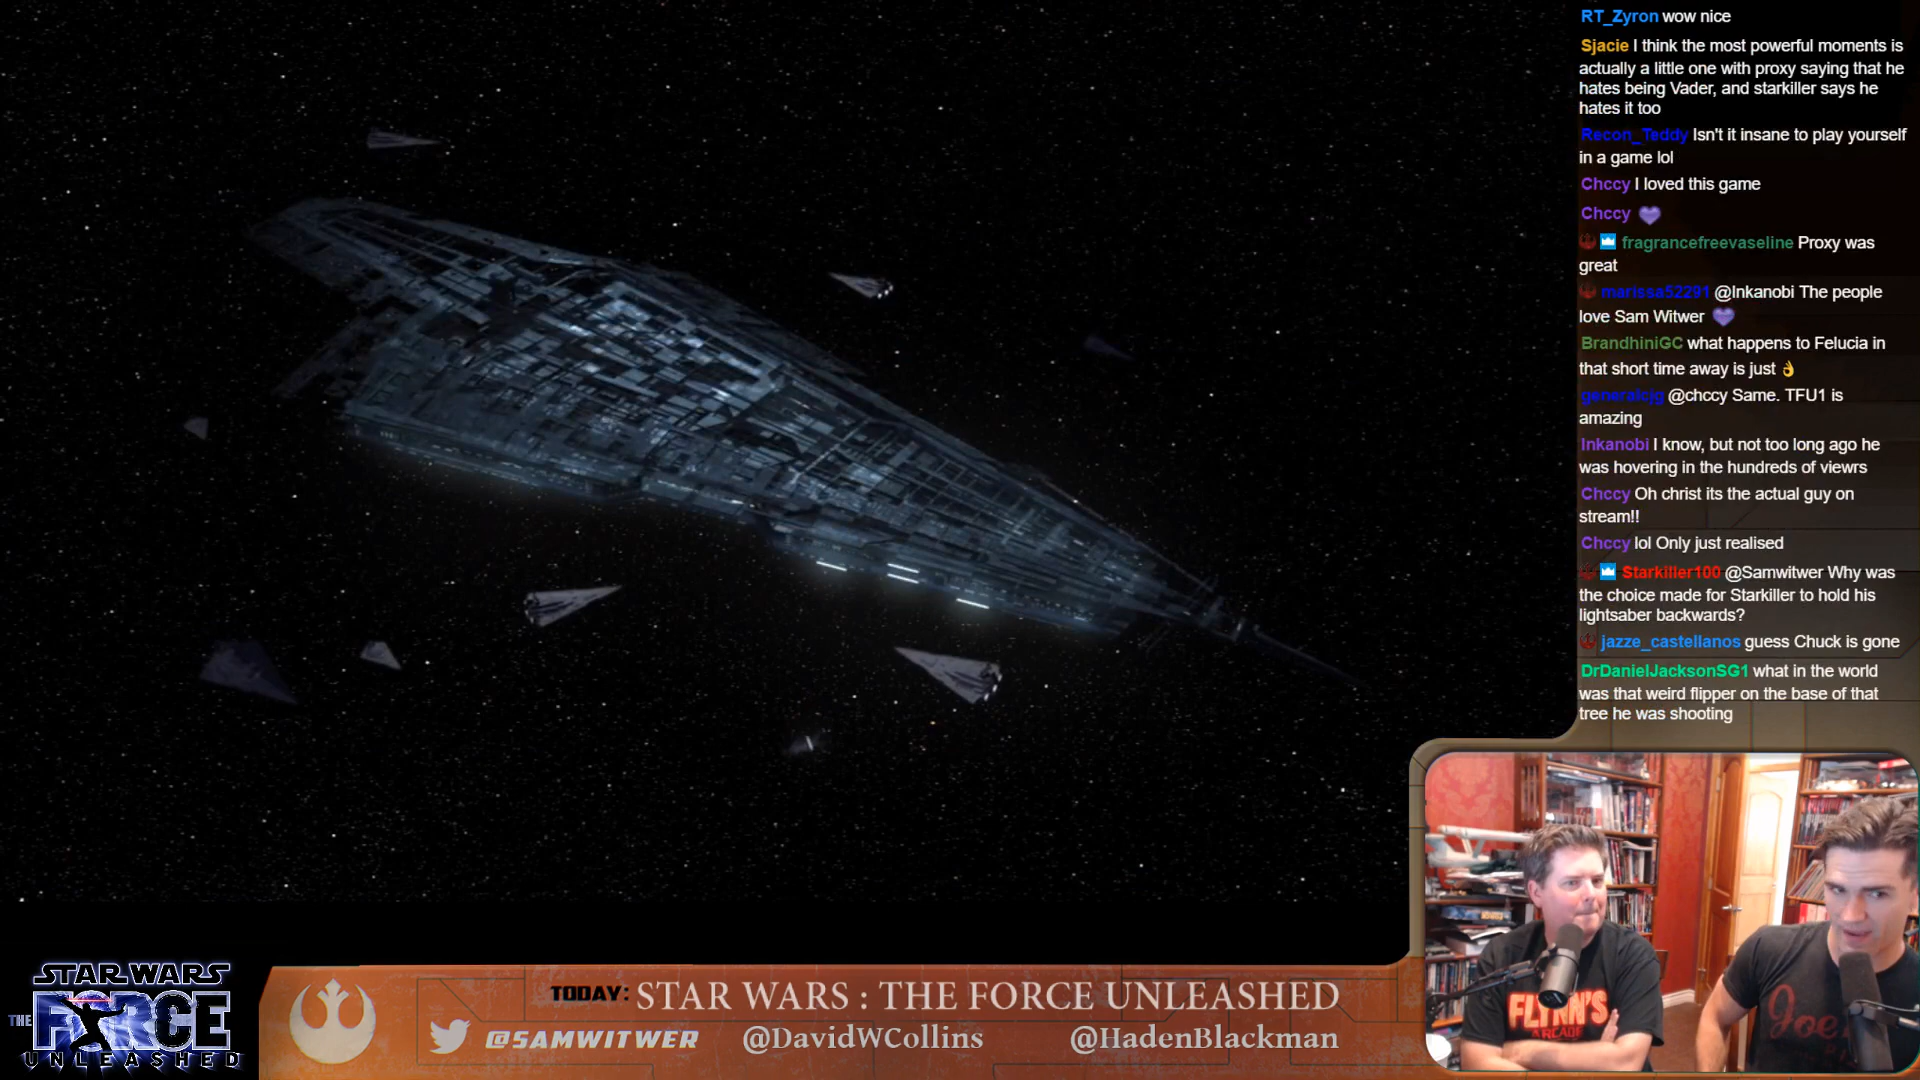 RT_Zyron wow nice
Sjacie I think the most powerful moments is
actually a little one with proxy saying that he
hates being Vader, and starkiller says he
hates it too
Recon_Teddy Isn't it insane to play yourself
in a game lol
Chccy I loved this game
Chccy 💜
fragrancefreevaseline Proxy was
great
marissa52291 @Inkanobi The people
love Sam Witwer 💜
BrandhiniGC what happens to Felucia in
that short time away is just 👌
generalcjg @chccy Same. TFU1 is
amazing
Inkanobi I know, but not too long ago he
was hovering in the hundreds of viewrs
Chccy Oh christ its the actual guy on
stream!!
Chccy lol Only just realised
Starkiller100 @Samwitwer Why was
the choice made for Starkiller to hold his
lightsaber backwards?
jazze_castellanos guess Chuck is gone
DrDanielJacksonSG1 what in the world
was that weird flipper on the base of that
tree he was shooting
FLYNN'S
ARCADE
Joe
STAR WARS
THE FORCE
UNLEASHED
TODAY: STAR WARS : THE FORCE UNLEASHED
@SAMWITWER @DavidWCollins @HadenBlackman